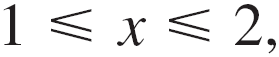 1 ≤ x ≤ 2,